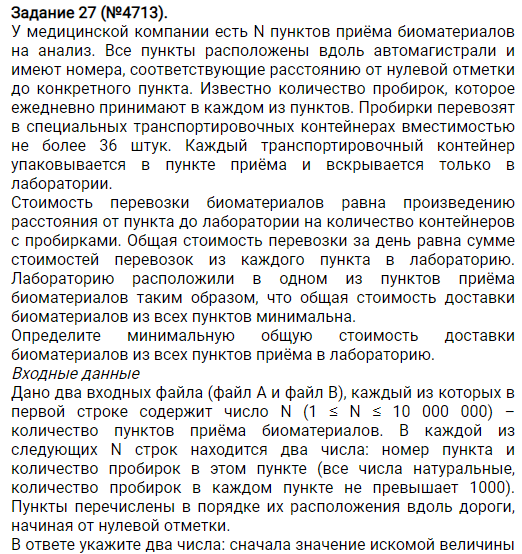 Задание 27 (№4713).
У медицинской компании есть N пунктов приёма биоматериалов
на анализ. Все пункты расположены вдоль автомагистрали и
имеют номера, соответствующие расстоянию от нулевой отметки
до конкретного пункта. Известно количество пробирок, которое
ежедневно принимают в каждом из пунктов. Пробирки перевозят
в специальных транспортировочных контейнерах вместимостью
не более 36 штук. Каждый транспортировочный контейнер
упаковывается в пункте приёма и вскрывается только в
лаборатории.
Стоимость перевозки биоматериалов равна произведению
расстояния от пункта до лаборатории на количество контейнеров
с пробирками. Общая стоимость перевозки за день равна сумме
стоимостей перевозок из каждого пункта в лабораторию.
Лабораторию расположили в одном из пунктов приёма
биоматериалов таким образом, что общая стоимость доставки
биоматериалов из всех пунктов минимальна.
Определите минимальную общую стоимость доставки
биоматериалов из всех пунктов приёма в лабораторию.
Входные данные
Дано два входных файла (файл A и файл B), каждый из которых в
первой строке содержит число N (1 ≤ N ≤ 10 000 000) –
количество пунктов приёма биоматериалов. В каждой из
следующих N строк находится два числа: номер пункта и
количество пробирок в этом пункте (все числа натуральные,
количество пробирок в каждом пункте не превышает 1000).
Пункты перечислены в порядке их расположения вдоль дороги,
начиная от нулевой отметки.
В ответе укажите два числа: сначала значение искомой величины